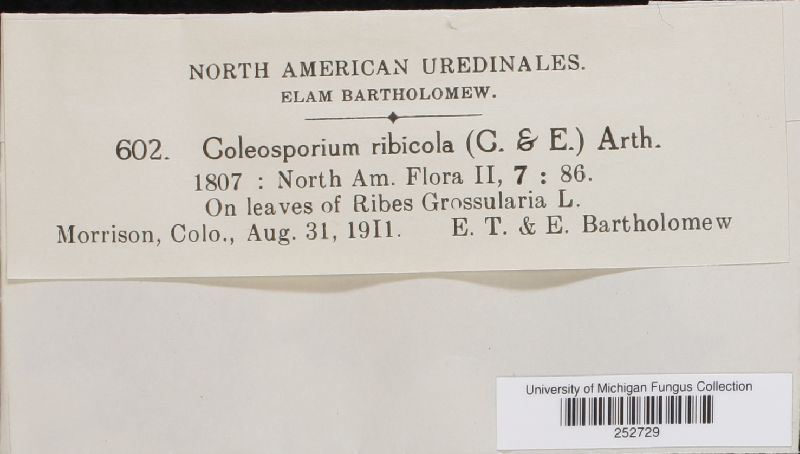 NORTH AMERICAN UREDINALES.
ELAM BARTHOLOMEW.
602. Coleosporium ribicola (C. & E.) Arth.
1807 : North Am. Flora II, 7 : 86.
On leaves of Ribes Grossularia L.
Morrison, Colo., Aug. 31, 1911. E. T. & E. Bartholomew
University of Michigan Fungus Collection
252729